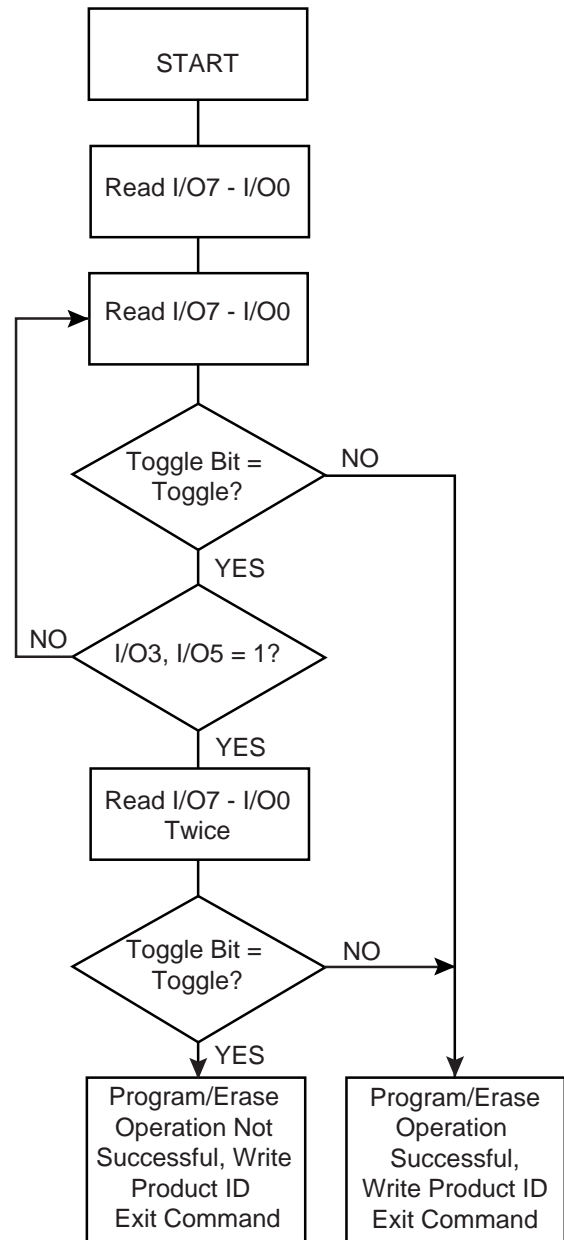 START
Read I/O7 - I/O0
Read I/O7 - I/O0
Toggle Bit =
Toggle?
NO
YES
NO
I/O3, I/O5 = 1?
YES
Read I/O7 - I/O0
Twice
Toggle Bit =
Toggle?
NO
YES
Program/Erase
Operation Not
Successful, Write
Product ID
Exit Command
Program/Erase
Operation
Successful,
Write Product ID
Exit Command